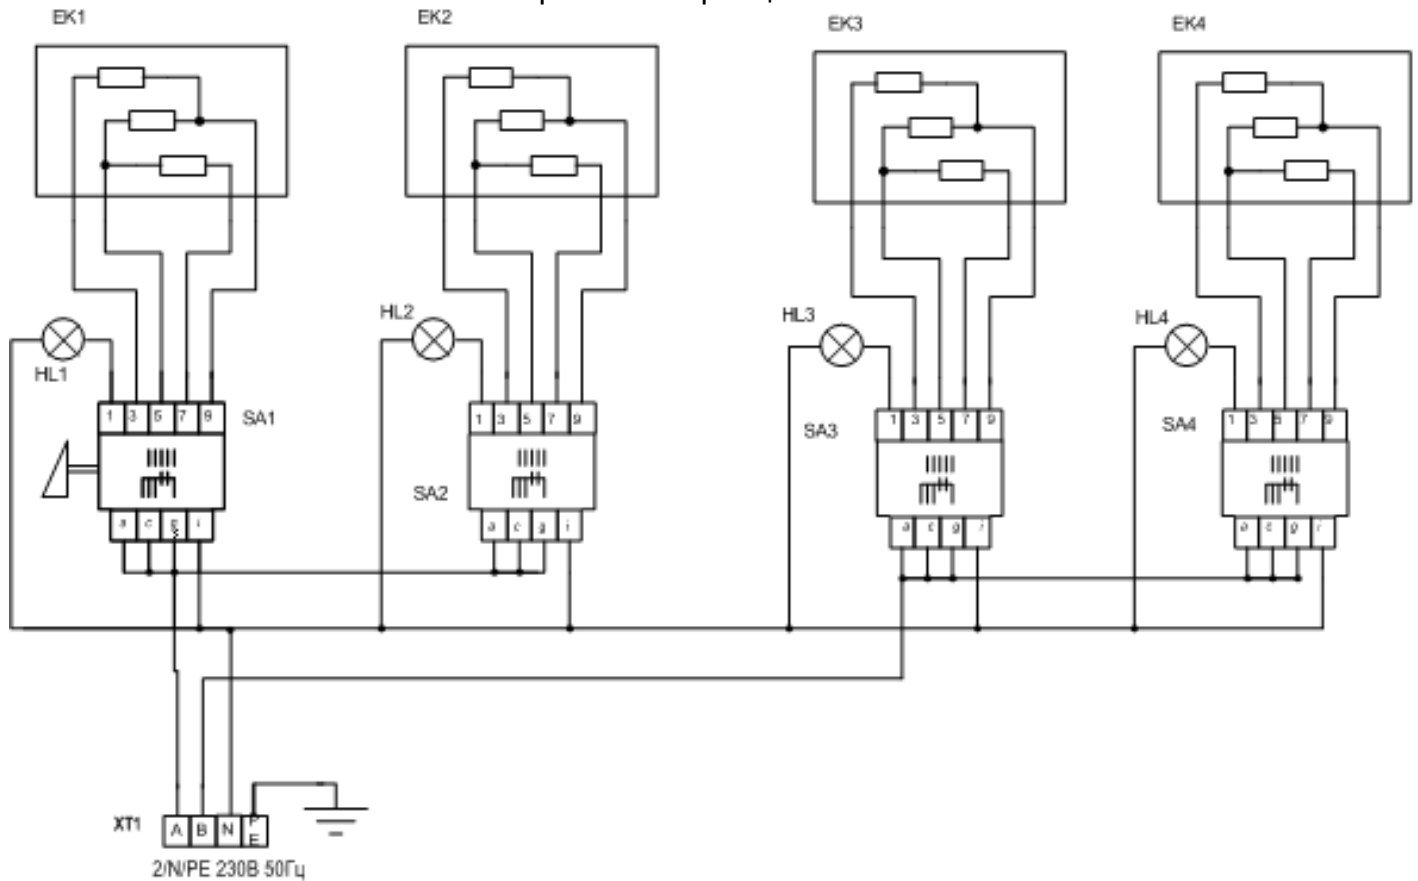 EK1 EK2 EK3 EK4
HL1 HL2 HL3 HL4
1 3 5 7 9 SA1
1 3 5 7 9 SA2
1 3 5 7 9 SA3
1 3 5 7 9 SA4
a c g i
a c g i
a c g i
a c g i
XT1 A B N PE
2/N/PE 230В 50Гц